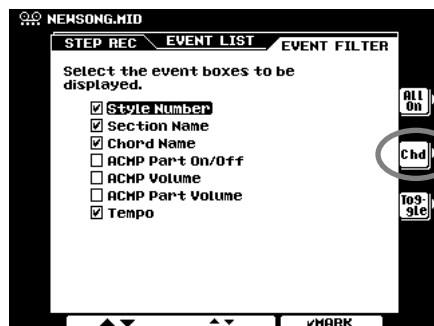 NEWSONG.MID
STEP REC EVENT LIST EVENT FILTER
Select the event boxes to be
displayed.
Style Number
Section Name
Chord Name
ACMP Part On/Off
ACMP Volume
ACMP Part Volume
Tempo
ALL
On
Chd
Tog-
gle
MARK